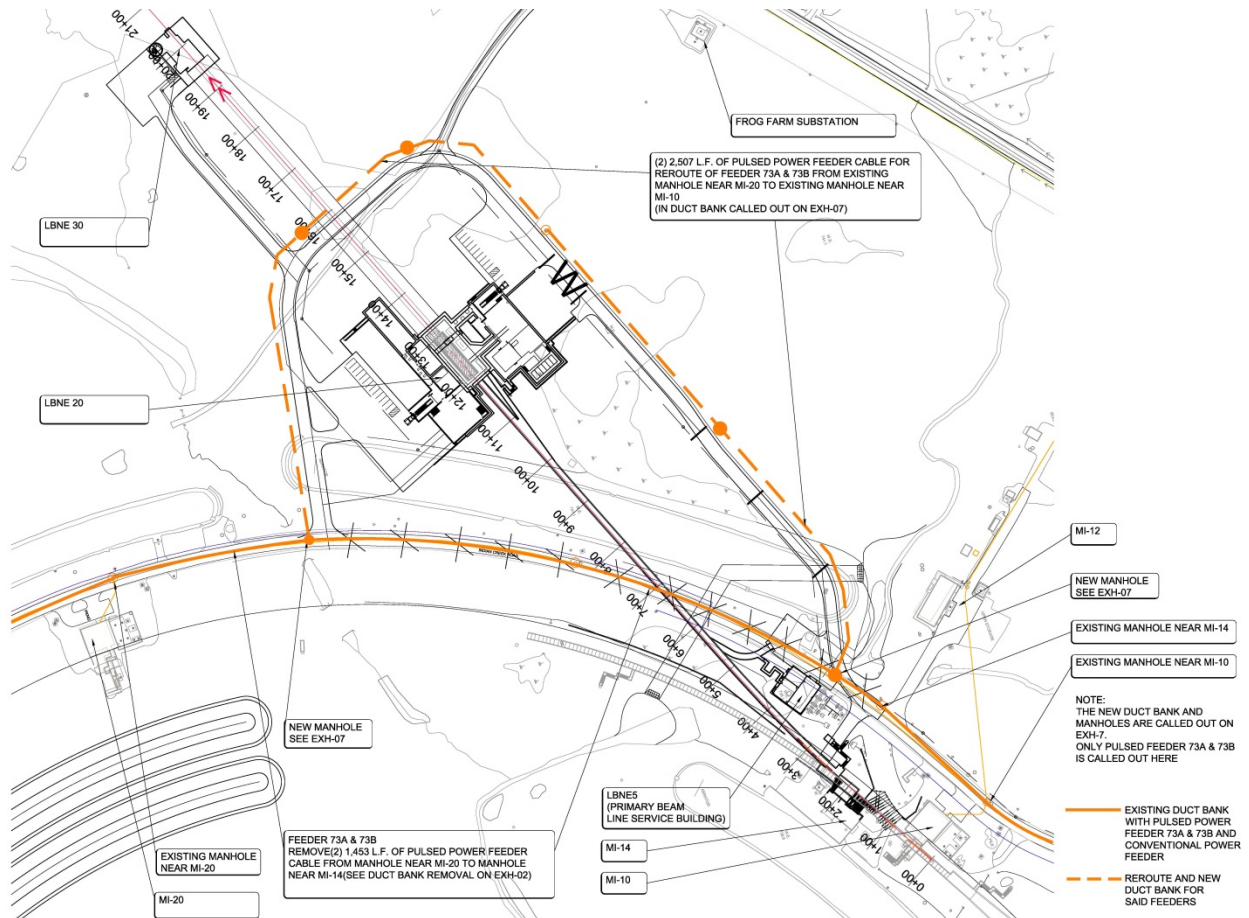 21+00
20+00
19+00
18+00
17+00
16+00
15+00
14+00
13+00
12+00
11+00
10+00
9+00
8+00
7+00
6+00
5+00
4+00
3+00
2+00
1+00
0+00
FROG FARM SUBSTATION
(2) 2,507 L.F. OF PULSED POWER FEEDER CABLE FOR
REROUTE OF FEEDER 73A & 73B FROM EXISTING
MANHOLE NEAR MI-20 TO EXISTING MANHOLE NEAR
MI-10
(IN DUCT BANK CALLED OUT ON EXH-07)
LBNE 30
LBNE 20
MI-12
NEW MANHOLE
SEE EXH-07
EXISTING MANHOLE NEAR MI-14
EXISTING MANHOLE NEAR MI-10
NOTE:
THE NEW DUCT BANK AND
MANHOLES ARE CALLED OUT ON
EXH-7.
ONLY PULSED FEEDER 73A & 73B
IS CALLED OUT HERE
NEW MANHOLE
SEE EXH-07
LBNE5
(PRIMARY BEAM
LINE SERVICE BUILDING)
MI-14
MI-10
FEEDER 73A & 73B
REMOVE(2) 1,453 L.F. OF PULSED POWER FEEDER
CABLE FROM MANHOLE NEAR MI-20 TO MANHOLE
NEAR MI-14(SEE DUCT BANK REMOVAL ON EXH-02)
EXISTING MANHOLE
NEAR MI-20
MI-20
EXISTING DUCT BANK
WITH PULSED POWER
FEEDER 73A & 73B AND
CONVENTIONAL POWER
FEEDER
REROUTE AND NEW
DUCT BANK FOR
SAID FEEDERS